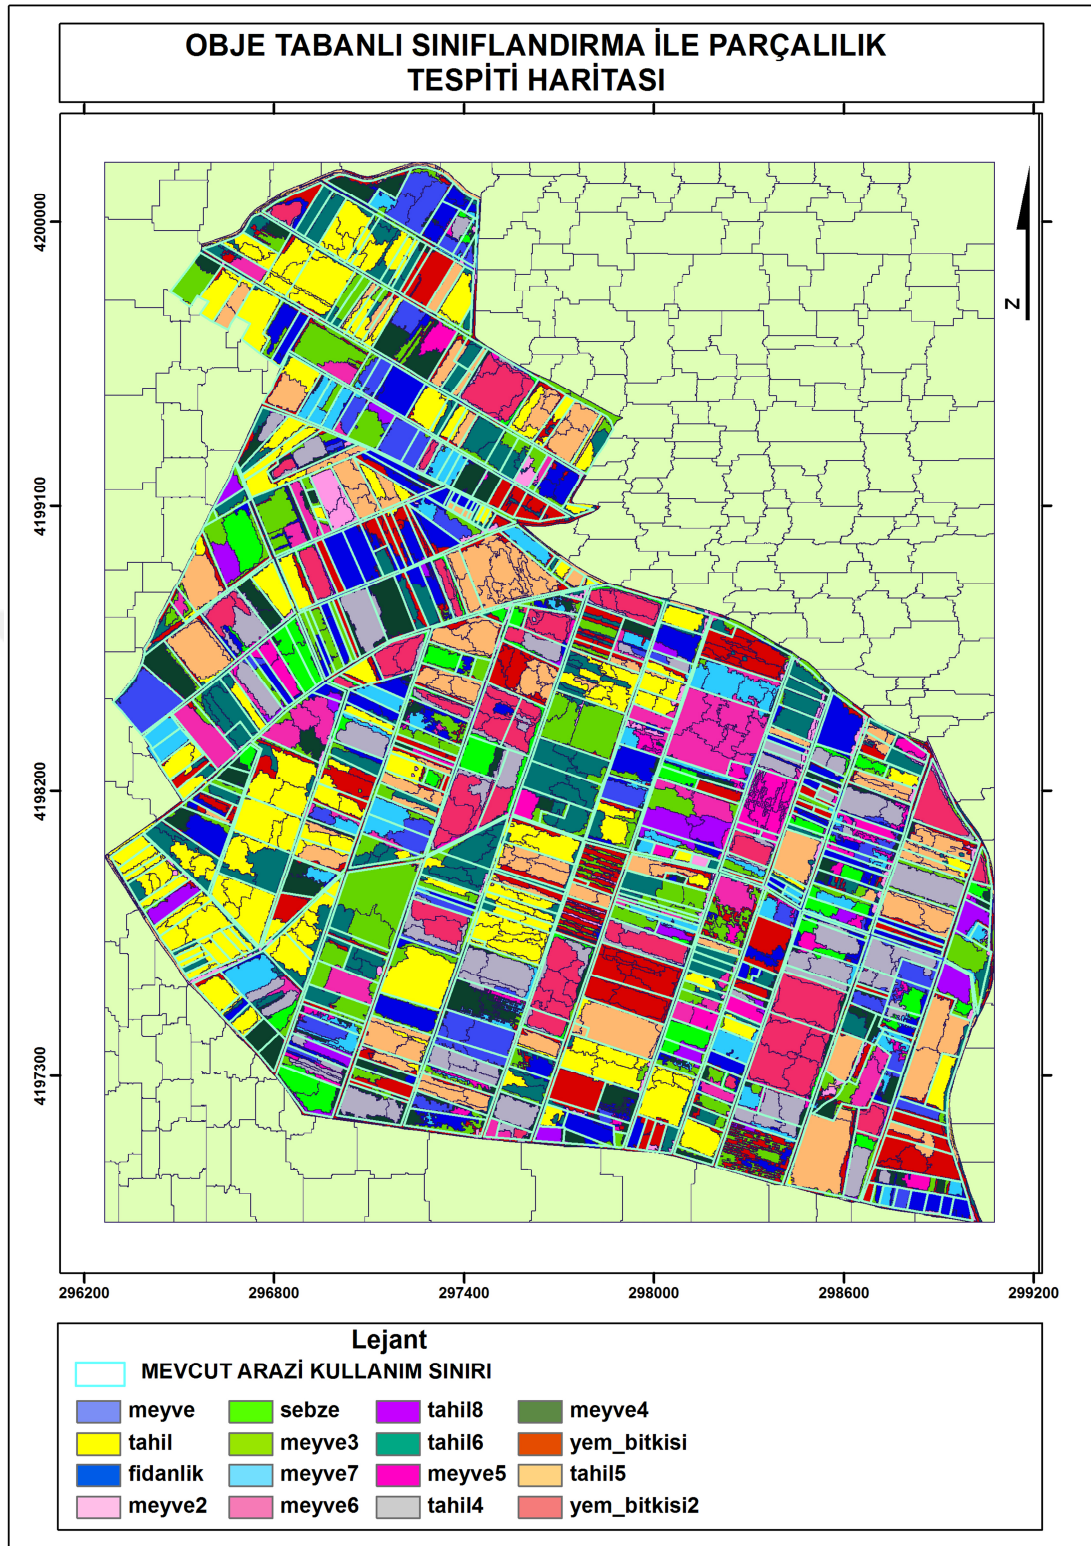 OBJE TABANLI SINIFLANDIRMA İLE PARÇALILIK
TESPİTİ HARİTASI
4200000
4199100
4198200
4197300
Z
296200 296800 297400 298000 298600 299200
Lejant
MEVCUT ARAZİ KULLANIM SINIRI
meyve sebze tahil8 meyve4
tahil meyve3 tahil6 yem_bitkisi
fidanlik meyve7 meyve5 tahil5
meyve2 meyve6 tahil4 yem_bitkisi2